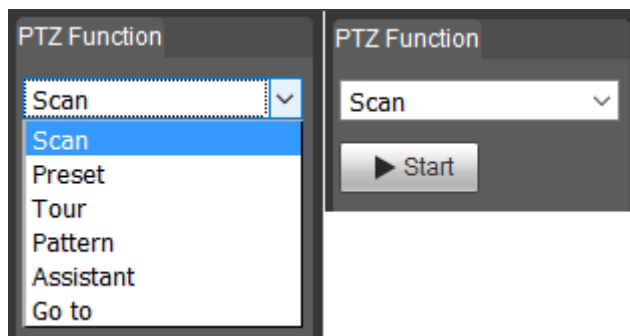 PTZ Function
Scan
Scan
Preset
Tour
Pattern
Assistant
Go to
PTZ Function
Scan
Start